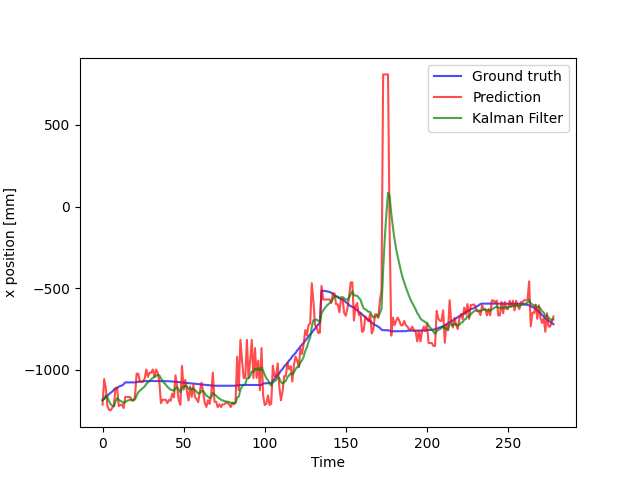 Ground truth
Prediction
Kalman Filter
500
0
−500
−1000
x position [mm]
0 50 100 150 200 250
Time